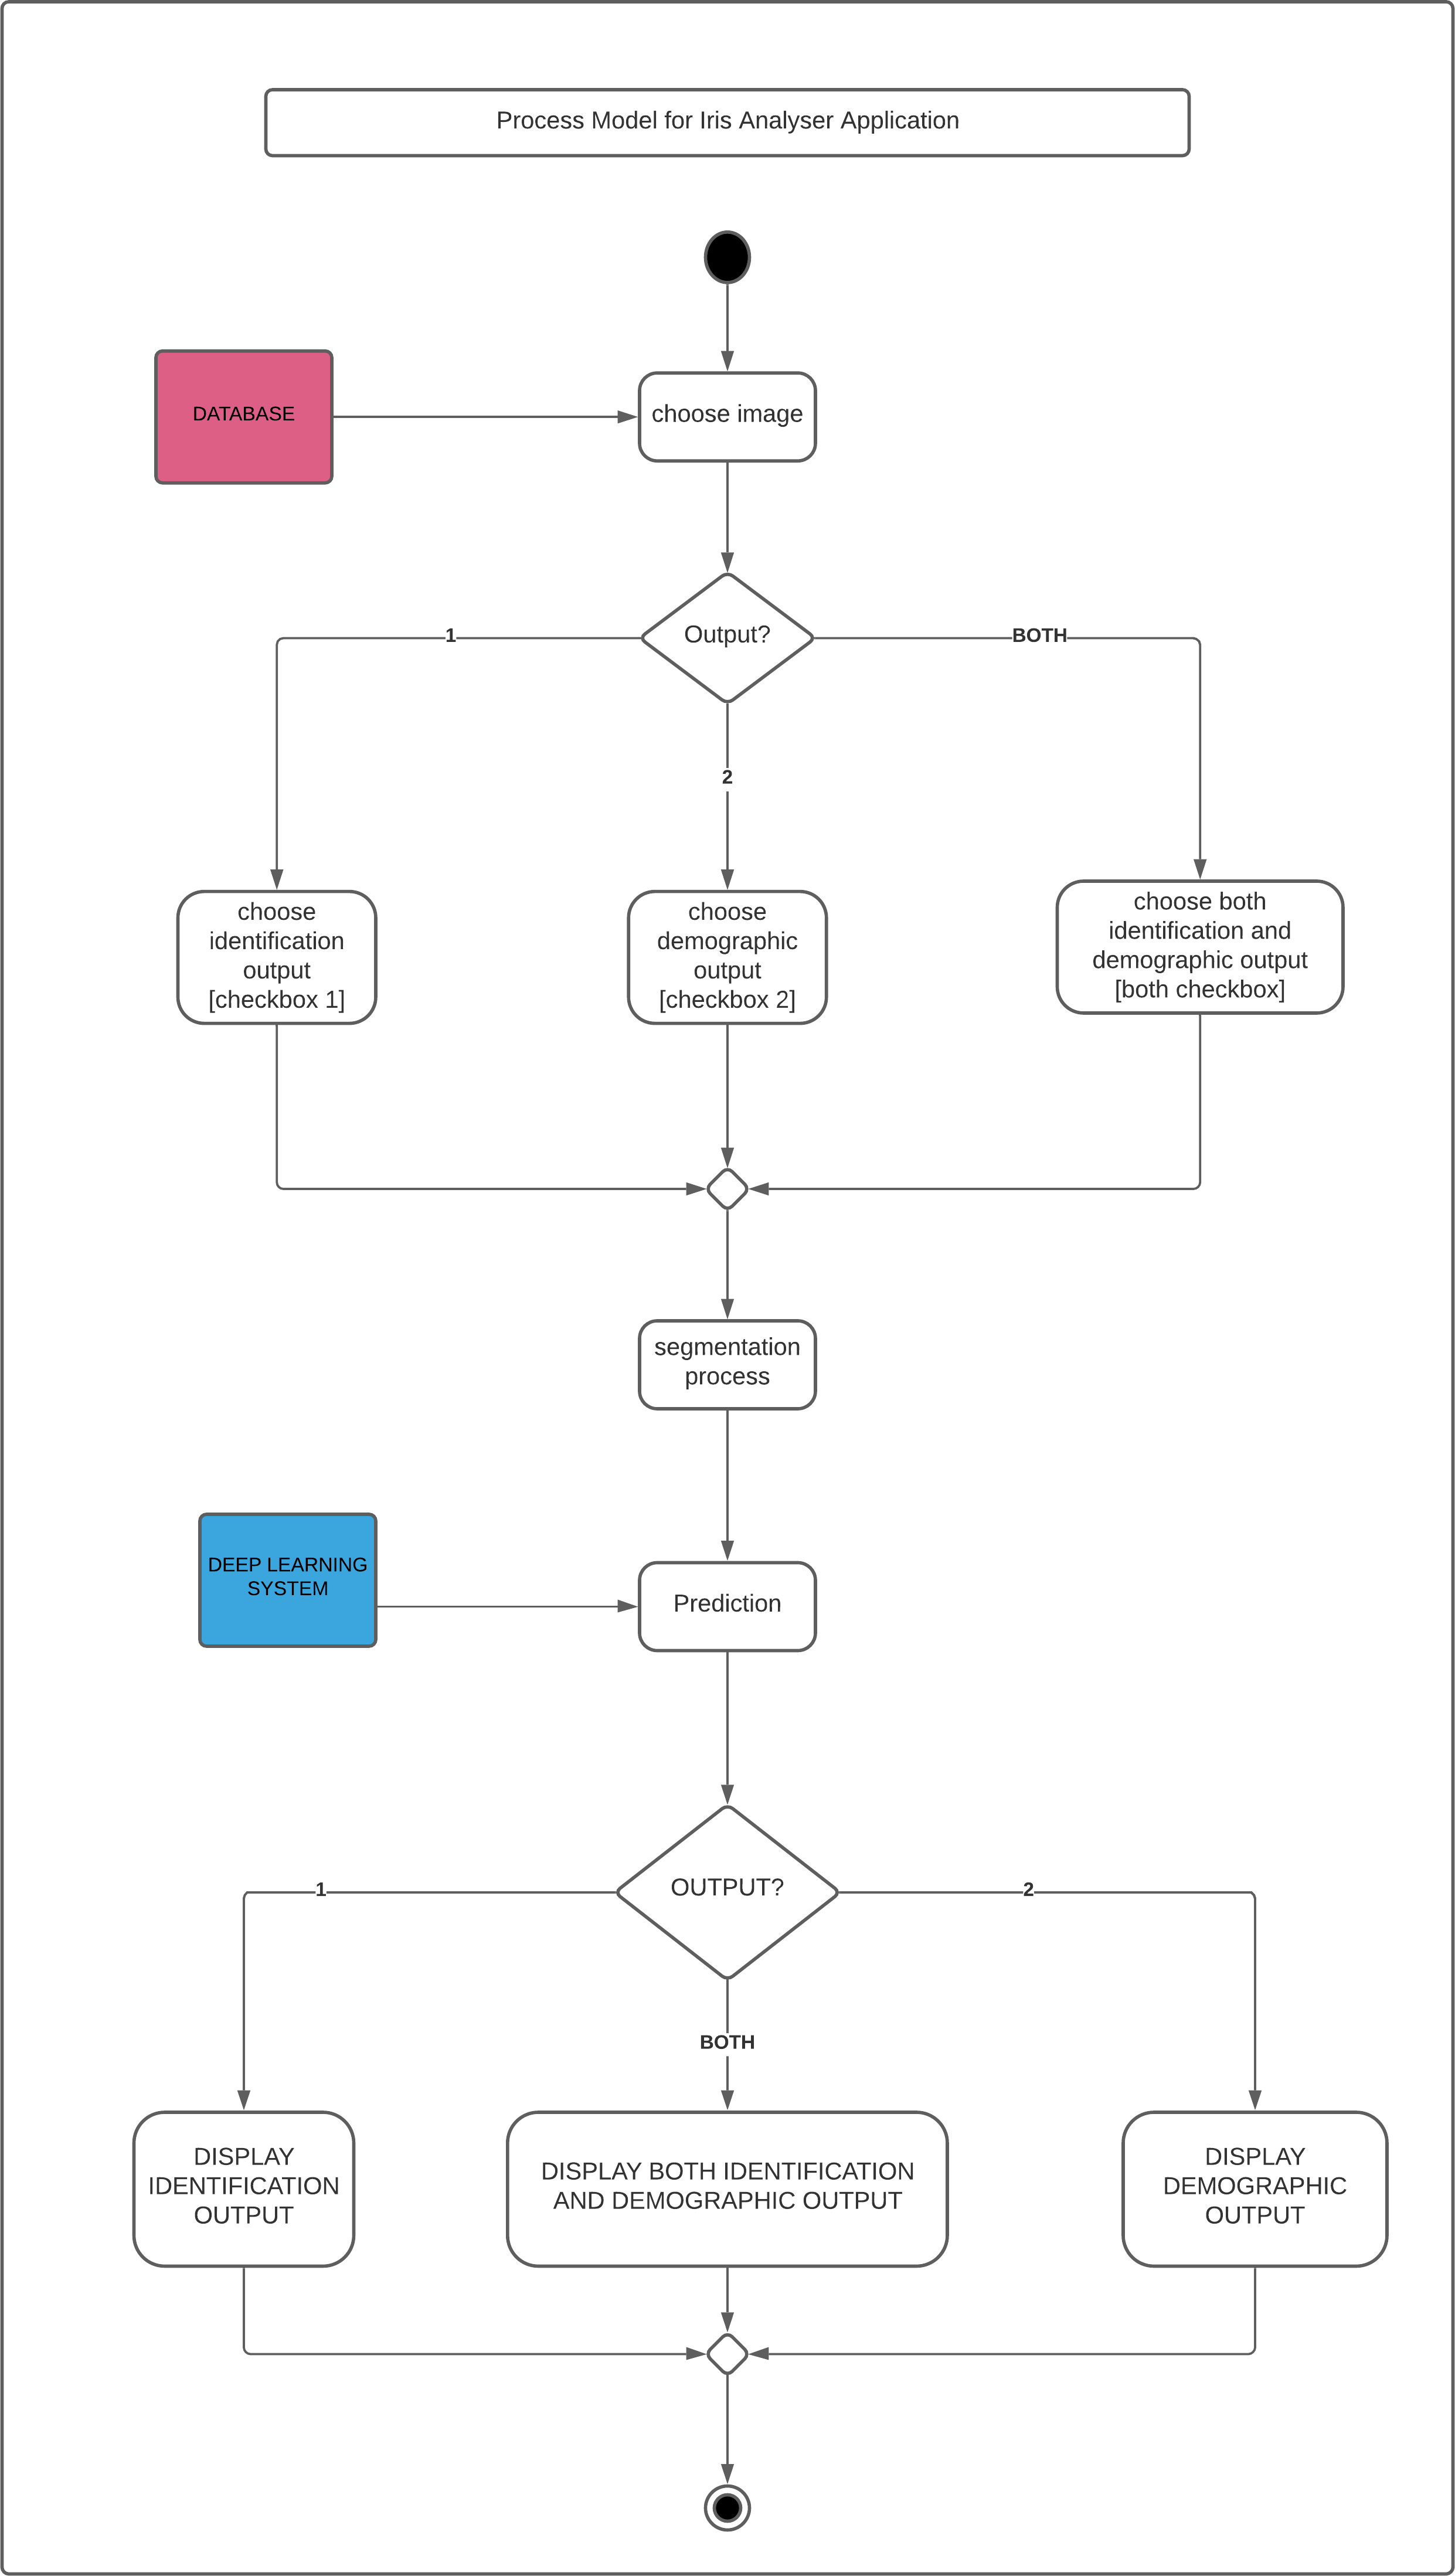 Process Model for Iris Analyser Application
DATABASE
choose image
Output?
1
BOTH
2
choose
identification
output
[checkbox 1]
choose
demographic
output
[checkbox 2]
choose both
identification and
demographic output
[both checkbox]
segmentation
process
DEEP LEARNING
SYSTEM
Prediction
OUTPUT?
1
2
BOTH
DISPLAY
IDENTIFICATION
OUTPUT
DISPLAY BOTH IDENTIFICATION
AND DEMOGRAPHIC OUTPUT
DISPLAY
DEMOGRAPHIC
OUTPUT